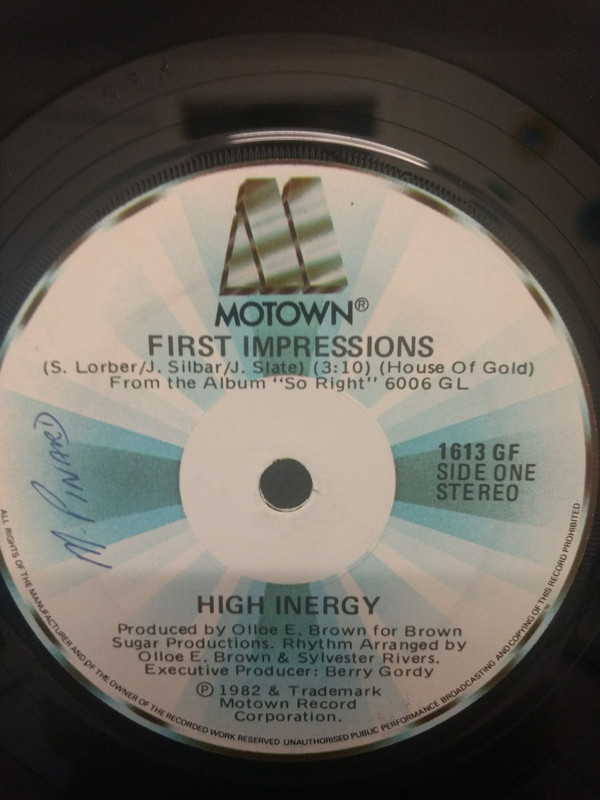 MOTOWN®
FIRST IMPRESSIONS
(S. Lorber/J. Silbar/J. Slate) (3:10) (House Of Gold)
From the Album "So Right" 6006 GL
1613 GF
SIDE ONE
STEREO
M. PINARD
HIGH INERGY
Produced by Olloe E. Brown for Brown
Sugar Productions. Rhythm Arranged by
Olloe E. Brown & Sylvester Rivers.
Executive Producer: Berry Gordy
℗ 1982 & Trademark
Motown Record
Corporation.
ALL RIGHTS OF THE MANUFACTURER AND OF THE OWNER OF THE RECORDED WORK RESERVED UNAUTHORISED PUBLIC PERFORMANCE BROADCASTING AND COPYING OF THIS RECORD PROHIBITED.